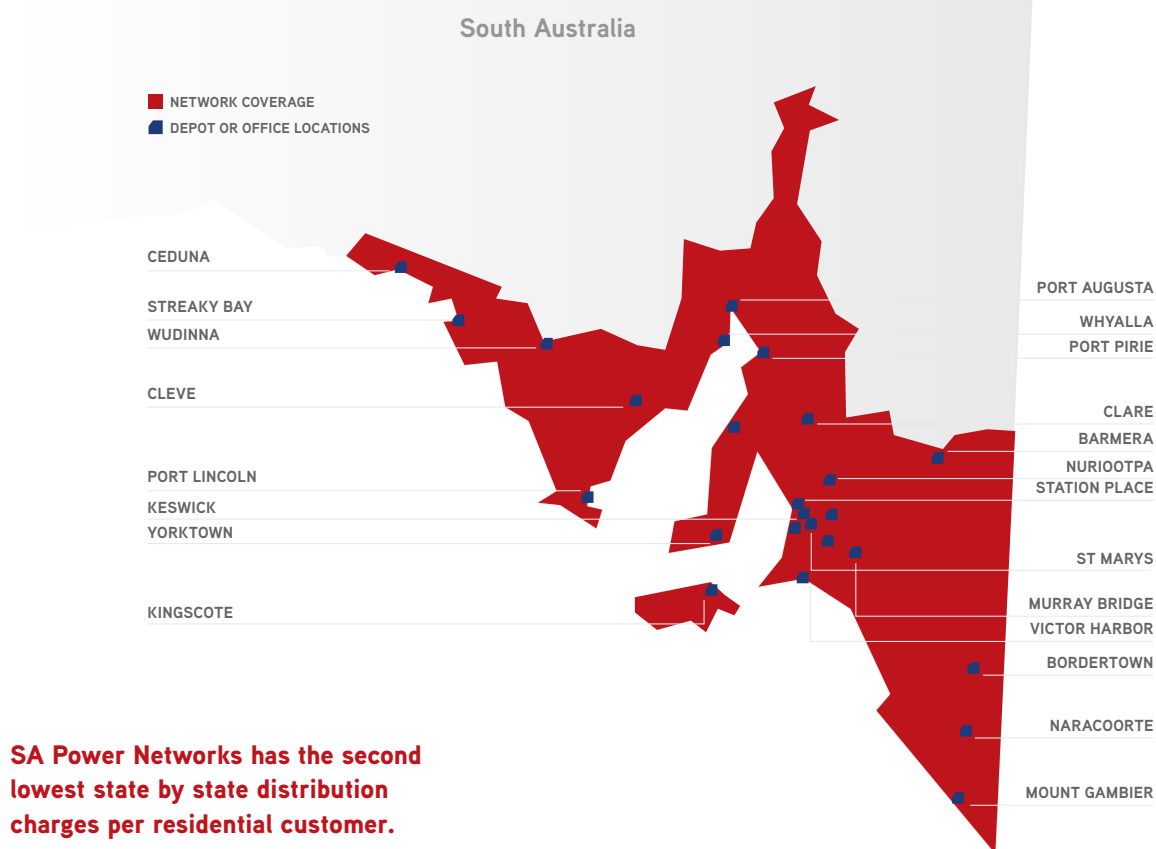 South Australia
NETWORK COVERAGE
DEPOT OR OFFICE LOCATIONS
CEDUNA
STREAKY BAY
WUDINNA
CLEVE
PORT LINCOLN
KESWICK
YORKTOWN
KINGSCOTE
PORT AUGUSTA
WHYALLA
PORT PIRIE
CLARE
BARMERA
NURIOOTPA
STATION PLACE
ST MARYS
MURRAY BRIDGE
VICTOR HARBOR
BORDERTOWN
NARACOORTE
MOUNT GAMBIER
SA Power Networks has the second
lowest state by state distribution
charges per residential customer.